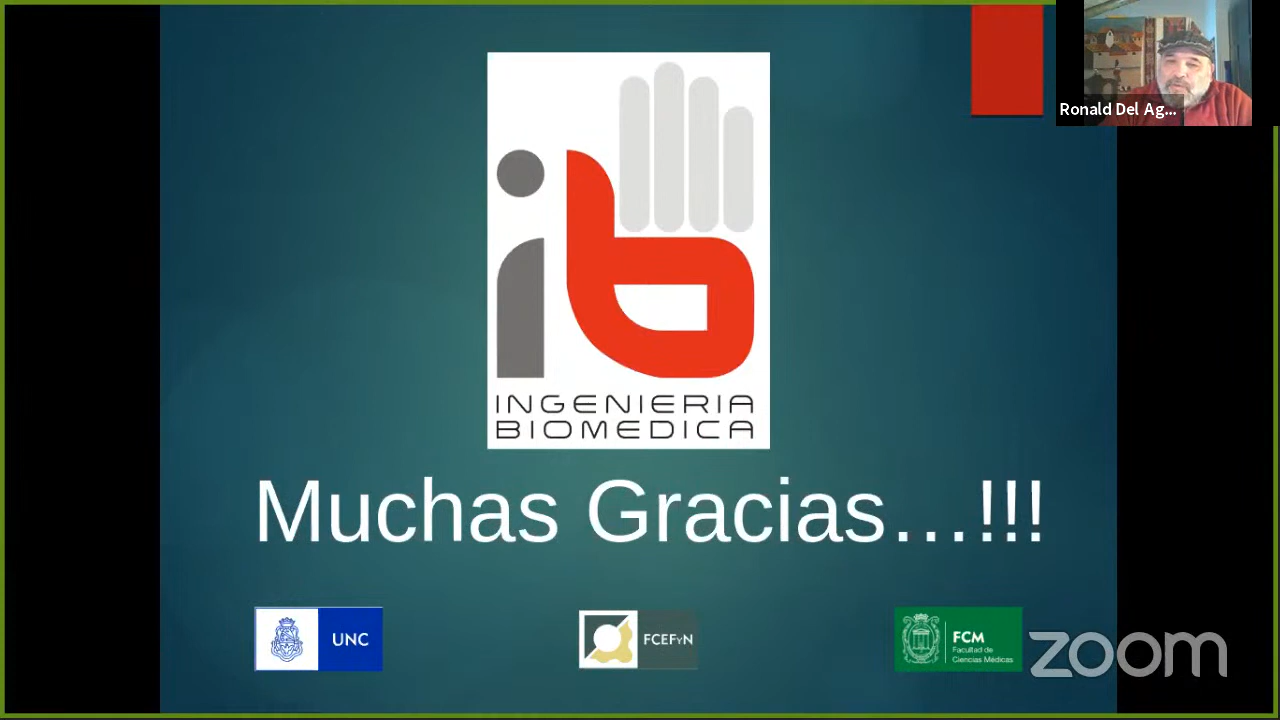 Ronald Del Ag...
INGENIERIA
BIOMEDICA
Muchas Gracias...!!!
UNC
FCEFyN
FCM
Facultad de
Ciencias Médicas
zoom